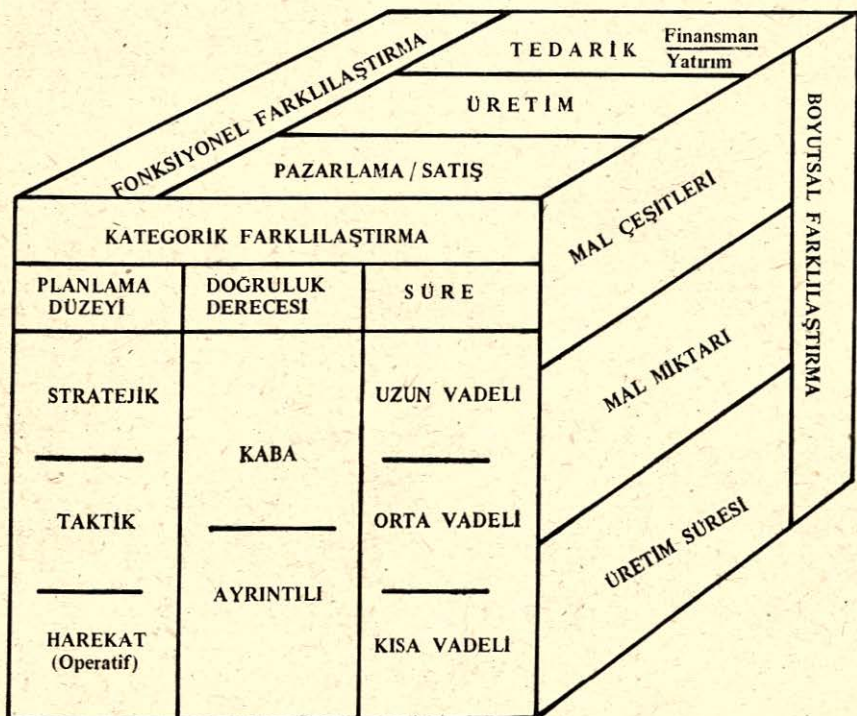 FONKSİYONEL FARKLILAŞTIRMA
TEDARİK
Finansman
Yatırım
ÜRETİM
PAZARLAMA / SATIŞ
KATEGORİK FARKLILAŞTIRMA
PLANLAMA
DÜZEYİ
DOĞRULUK
DERECESİ
SÜRE
STRATEJİK
TAKTİK
HAREKAT
(Operatif)
KABA
AYRINTILI
UZUN VADELİ
ORTA VADELİ
KISA VADELİ
MAL ÇEŞİTLERİ
MAL MİKTARI
ÜRETİM SÜRESİ
BOYUTSAL FARKLILAŞTIRMA